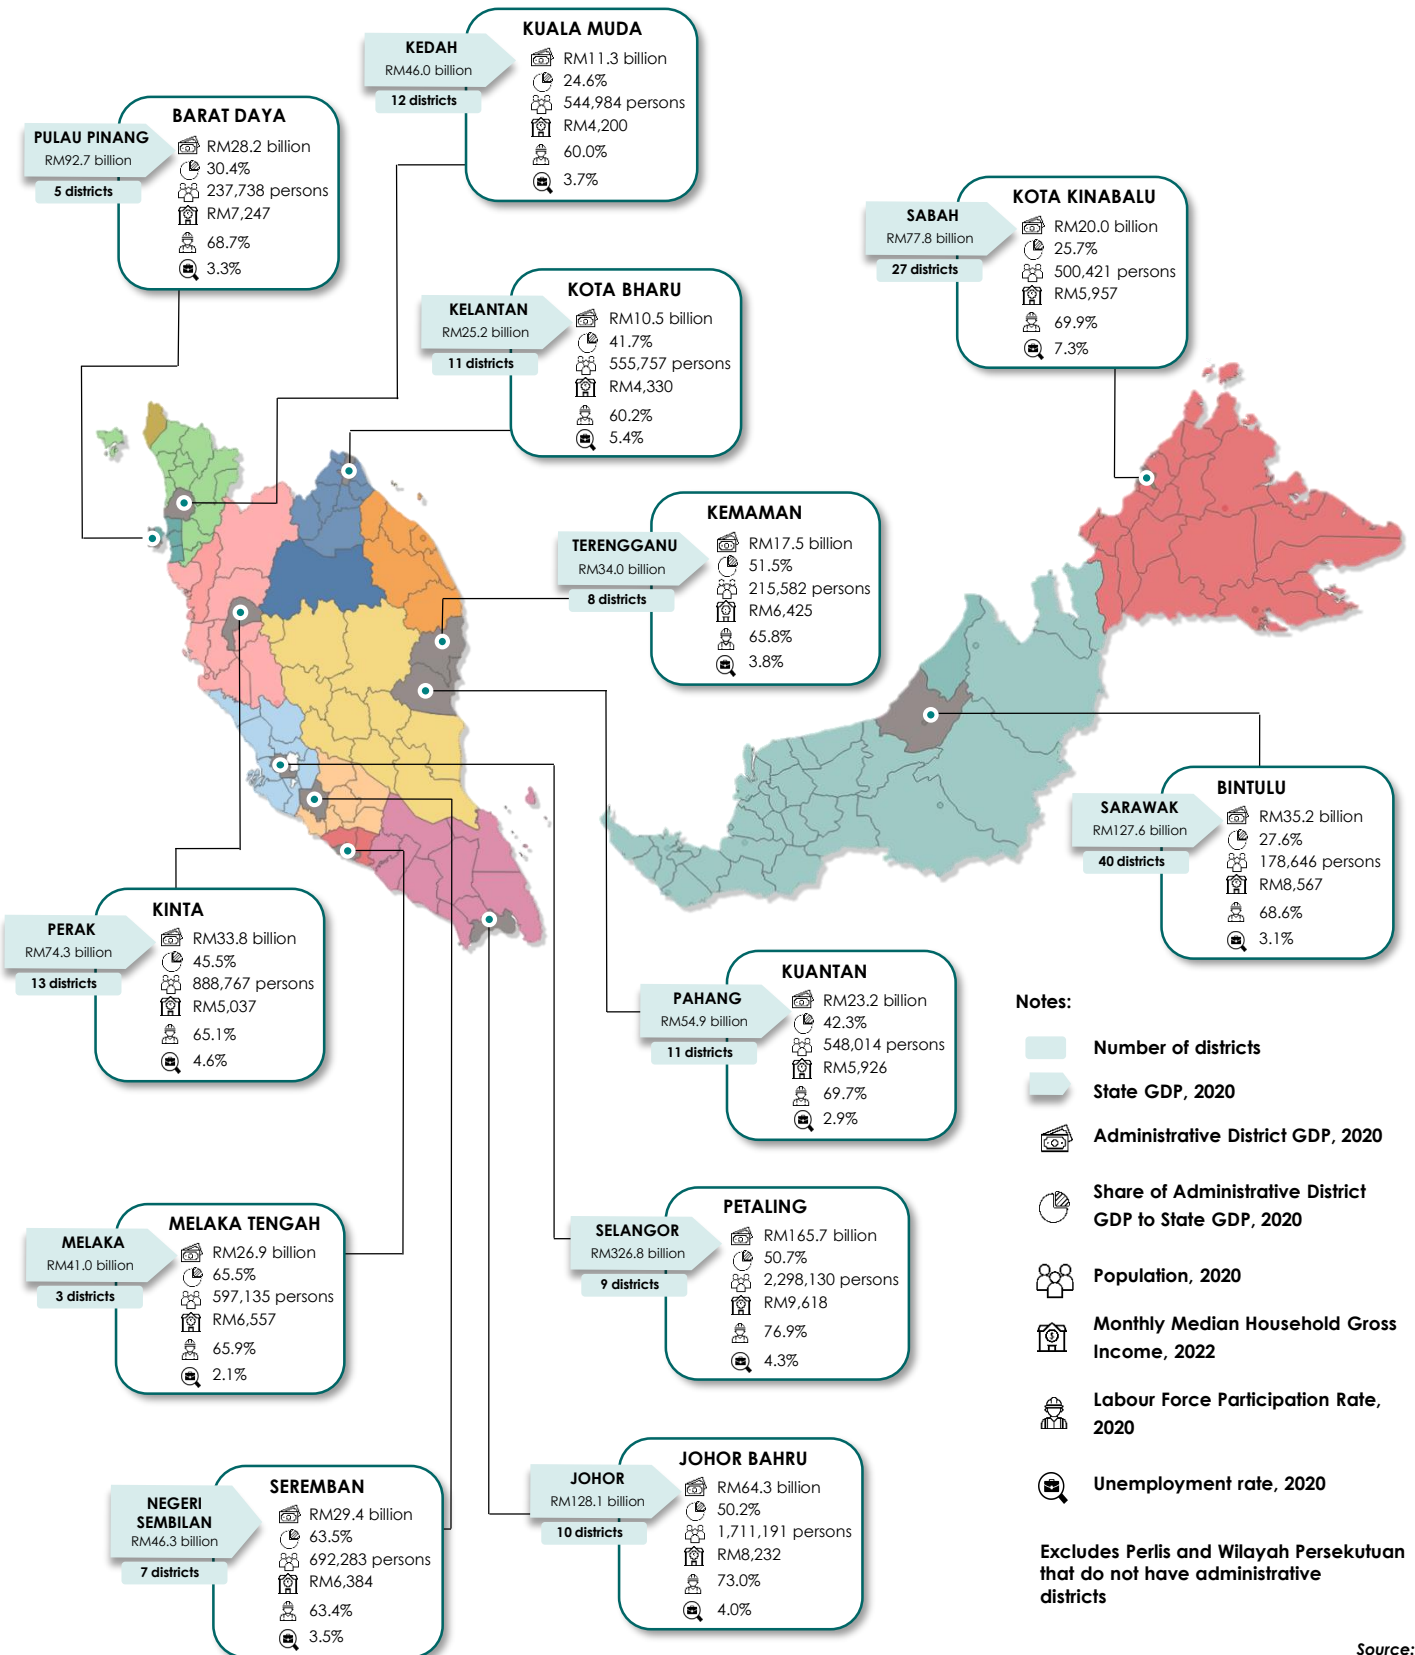 KUALA MUDA
RM11.3 billion
24.6%
544,984 persons
RM4,200
60.0%
3.7%
KEDAH
RM46.0 billion
12 districts
BARAT DAYA
RM28.2 billion
30.4%
237,738 persons
RM7,247
68.7%
3.3%
PULAU PINANG
RM92.7 billion
5 districts
KOTA KINABALU
RM20.0 billion
25.7%
500,421 persons
RM5,957
69.9%
7.3%
SABAH
RM77.8 billion
27 districts
KOTA BHARU
RM10.5 billion
41.7%
555,757 persons
RM4,330
60.2%
5.4%
KELANTAN
RM25.2 billion
11 districts
KEMAMAN
RM17.5 billion
51.5%
215,582 persons
RM6,425
65.8%
3.8%
TERENGGANU
RM34.0 billion
8 districts
BINTULU
RM35.2 billion
27.6%
178,646 persons
RM8,567
68.6%
3.1%
SARAWAK
RM127.6 billion
40 districts
KINTA
RM33.8 billion
45.5%
888,767 persons
RM5,037
65.1%
4.6%
PERAK
RM74.3 billion
13 districts
KUANTAN
RM23.2 billion
42.3%
548,014 persons
RM5,926
69.7%
2.9%
PAHANG
RM54.9 billion
11 districts
MELAKA TENGAH
RM26.9 billion
65.5%
597,135 persons
RM6,557
65.9%
2.1%
MELAKA
RM41.0 billion
3 districts
PETALING
RM165.7 billion
50.7%
2,298,130 persons
RM9,618
76.9%
4.3%
SELANGOR
RM326.8 billion
9 districts
SEREMBAN
RM29.4 billion
63.5%
692,283 persons
RM6,384
63.4%
3.5%
NEGERI
SEMBILAN
RM46.3 billion
7 districts
JOHOR BAHRU
RM64.3 billion
50.2%
1,711,191 persons
RM8,232
73.0%
4.0%
JOHOR
RM128.1 billion
10 districts
Notes:
Number of districts
State GDP, 2020
Administrative District GDP, 2020
Share of Administrative District
GDP to State GDP, 2020
Population, 2020
Monthly Median Household Gross
Income, 2022
Labour Force Participation Rate,
2020
Unemployment rate, 2020
Excludes Perlis and Wilayah Persekutuan
that do not have administrative
districts
Source: